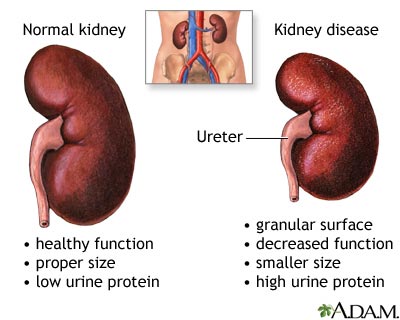 Normal kidney
Kidney disease
Ureter
• healthy function
• proper size
• low urine protein
• granular surface
• decreased function
• smaller size
• high urine protein
A.D.A.M.